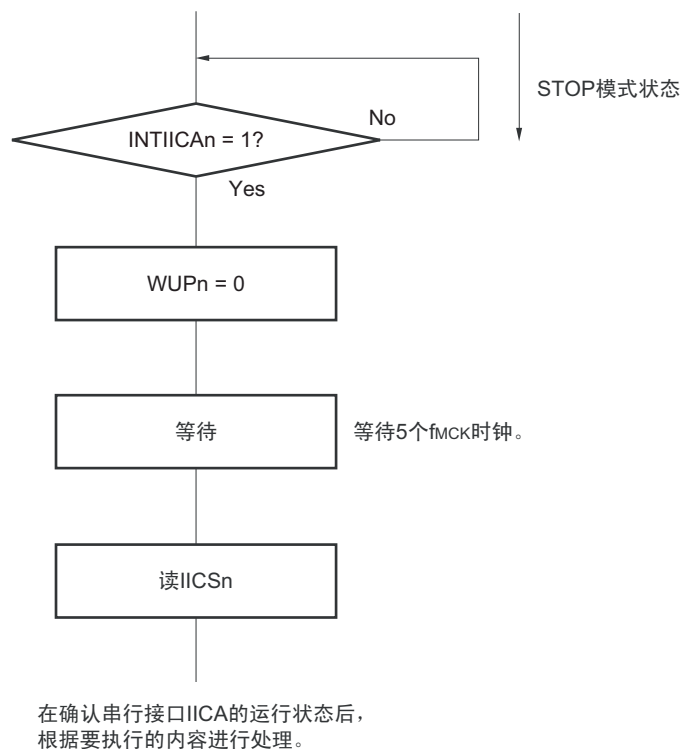 STOP模式状态
No
INTIICAn = 1?
Yes
WUPn = 0
等待
等待5个fMCK时钟。
读IICSn
在确认串行接口IICA的运行状态后，
根据要执行的内容进行处理。